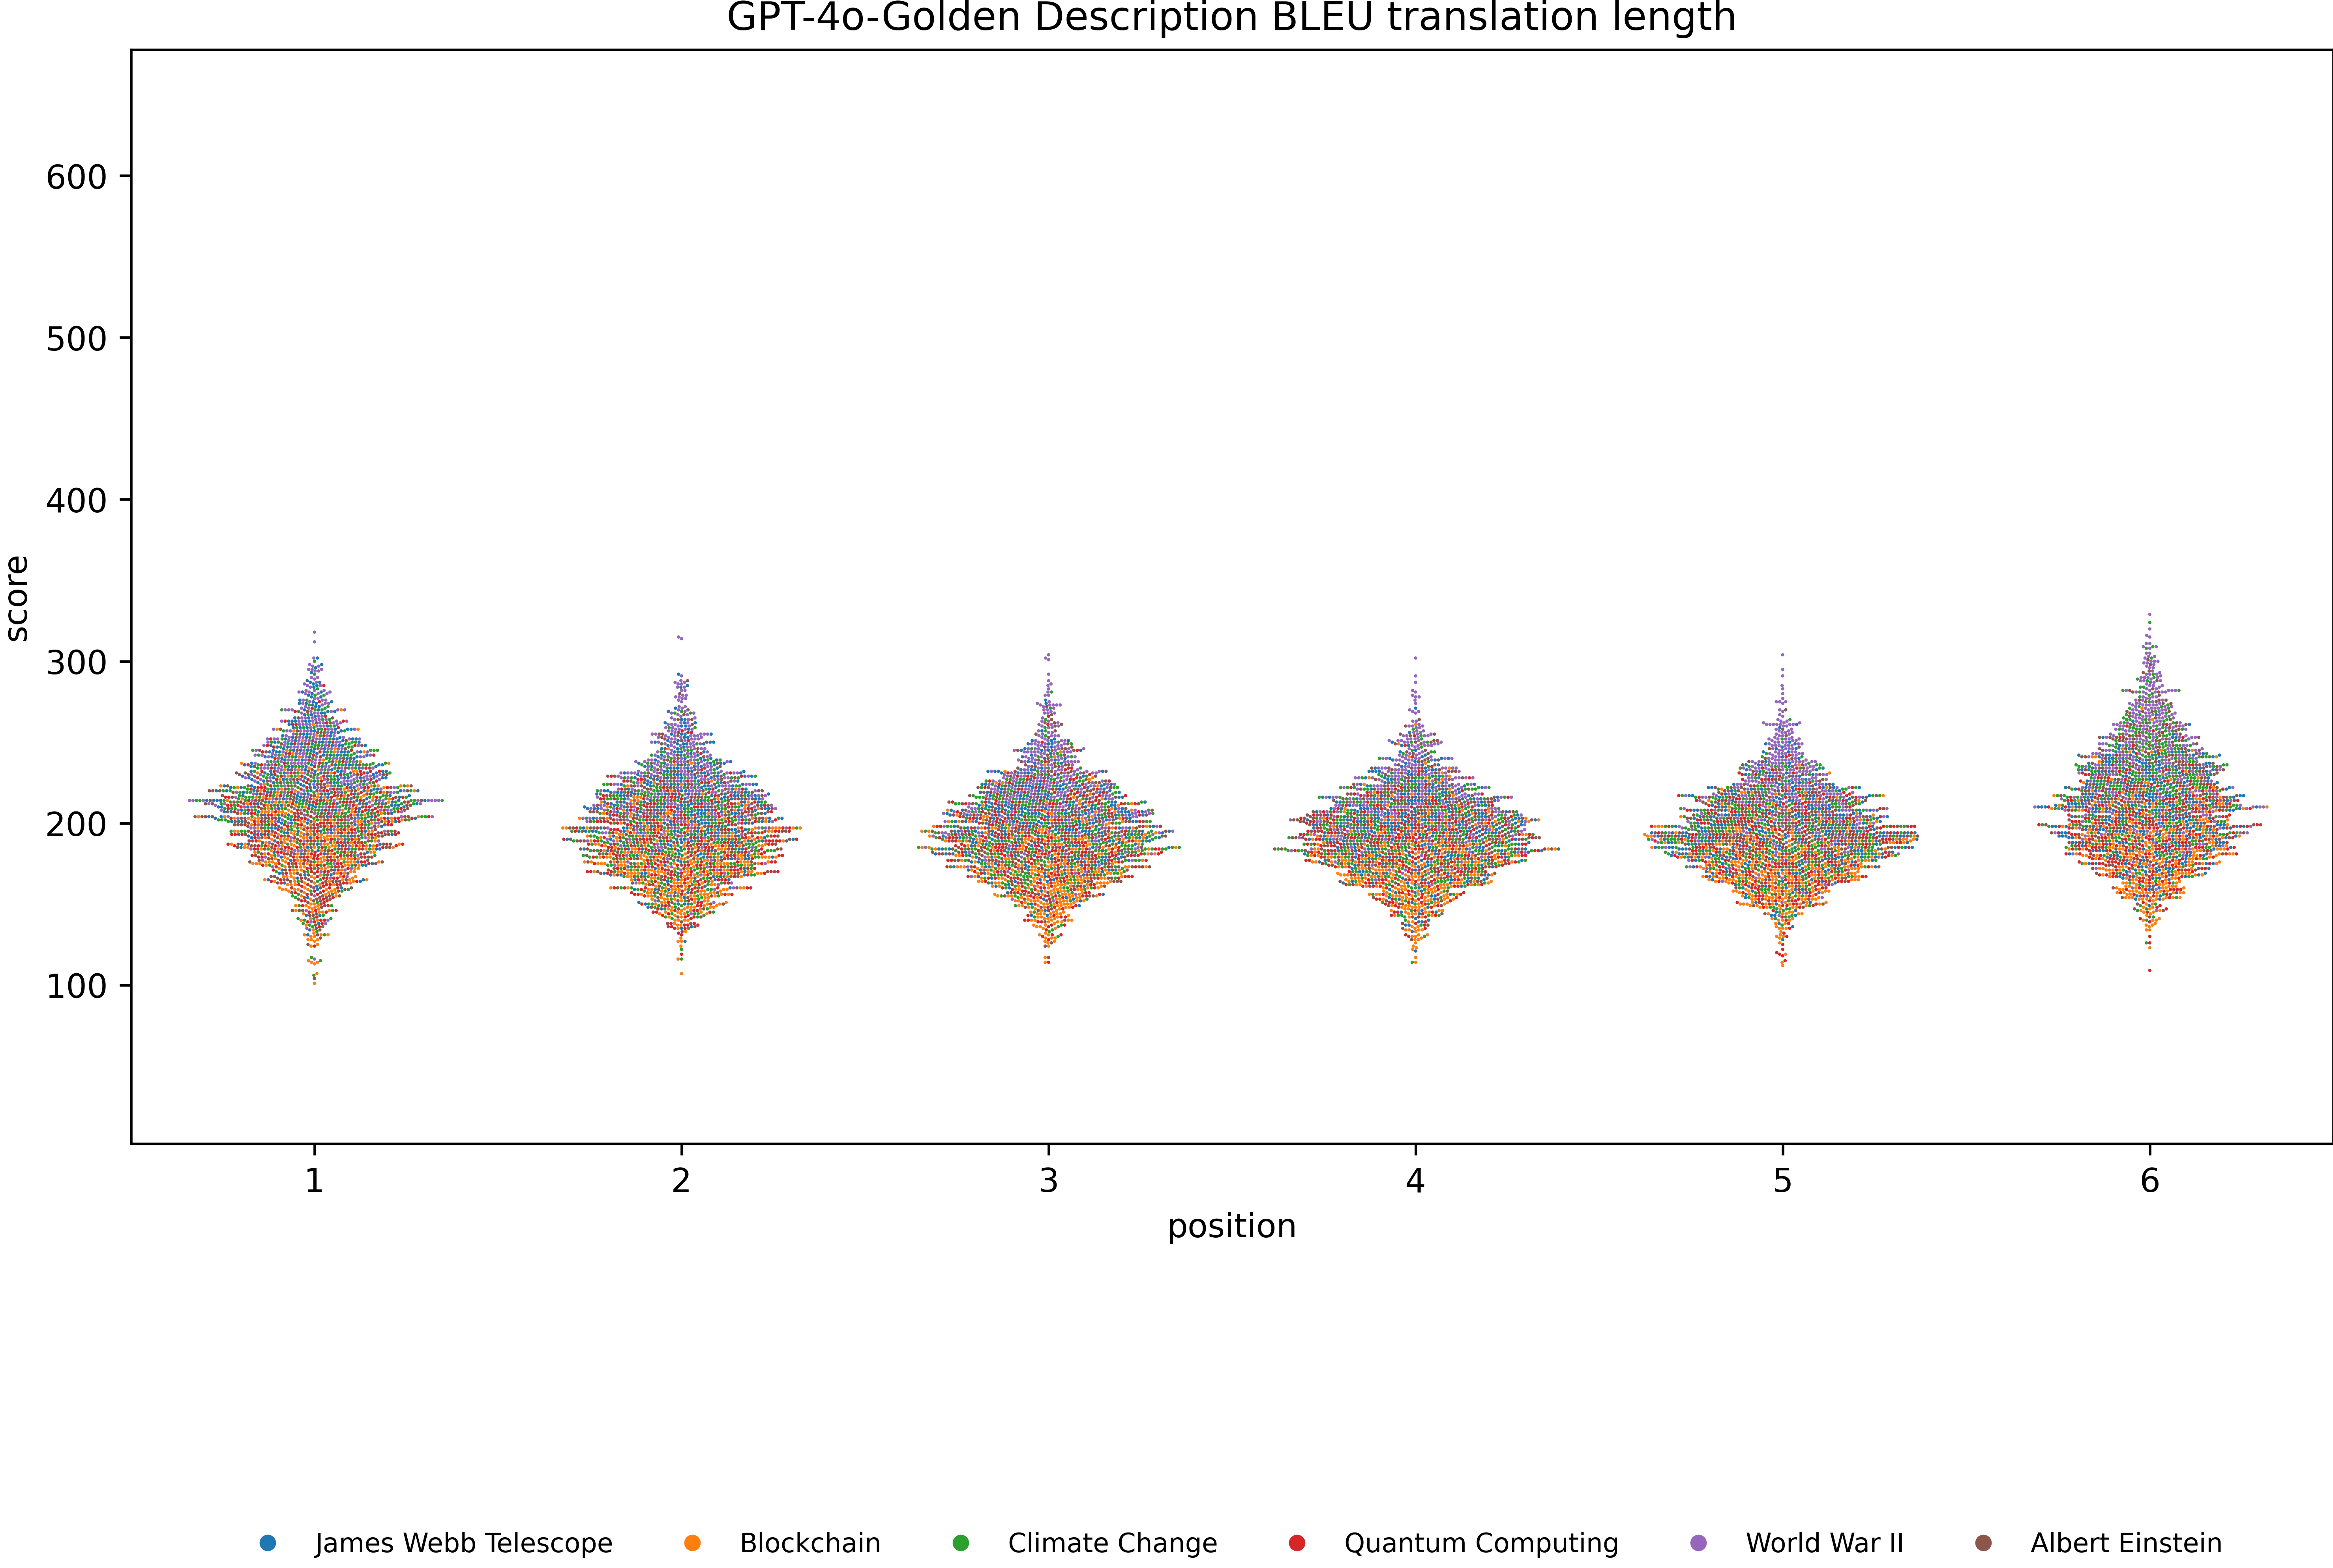 GPT-4o-Golden Description BLEU translation length
score
600
500
400
300
200
100
1 2 3 4 5 6
position
James Webb Telescope Blockchain Climate Change Quantum Computing World War II Albert Einstein